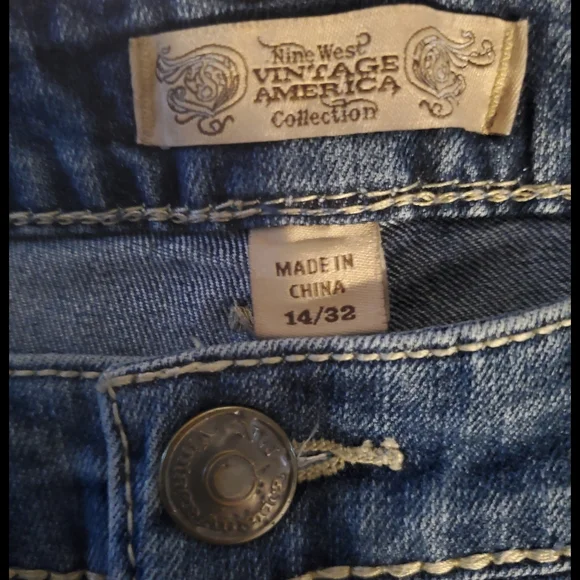 Nine West
VINTAGE
AMERICA
Collection
MADE IN
CHINA
14/32